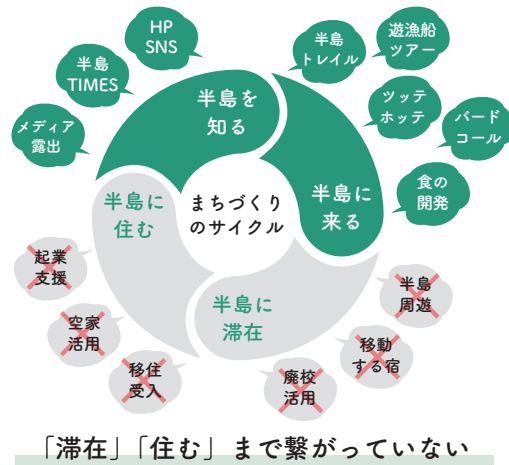 HP
SNS
半島
TIMES
メディア
露出
半島
トレイル
遊漁船
ツアー
ツッテ
ホッテ
バード
コール
食の
開発
半島を
知る
半島に
来る
半島に
滞在
半島に
住む
まちづくり
のサイクル
半島
周遊
移動
する宿
廃校
活用
移住
受入
空家
活用
起業
支援
「滞在」「住む」まで繋がっていない